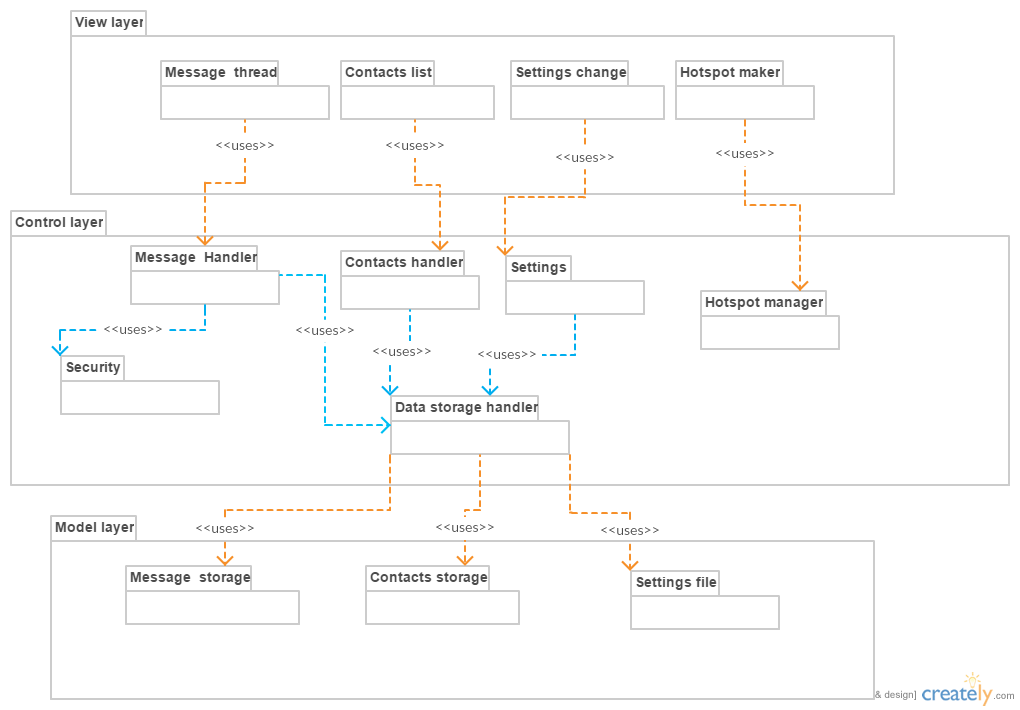 View layer
Message thread
Contacts list
Settings change
Hotspot maker
<<uses>>
<<uses>>
<<uses>>
<<uses>>
Control layer
Message Handler
Contacts handler
Settings
Hotspot manager
<<uses>>
<<uses>>
<<uses>>
<<uses>>
Security
Data storage handler
Model layer
<<uses>>
<<uses>>
<<uses>>
Message storage
Contacts storage
Settings file
& design]
creately.com